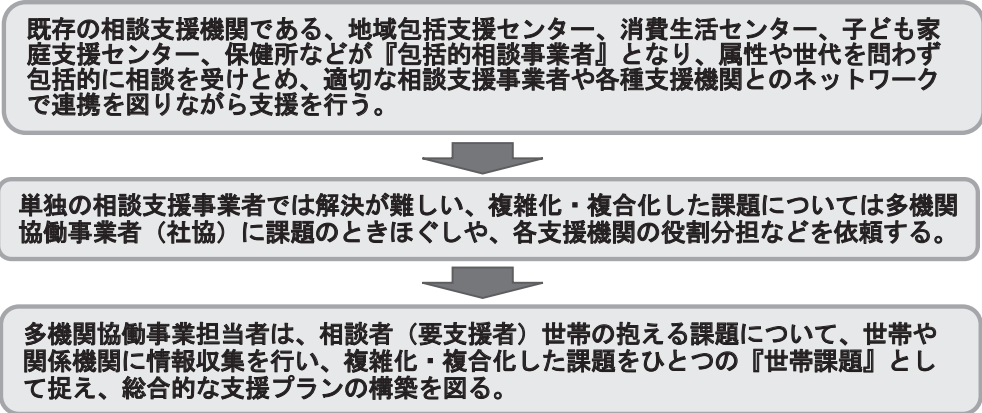 既存の相談支援機関である、地域包括支援センター、消費生活センター、子ども家
庭支援センター、保健所などが『包括的相談事業者』となり、属性や世代を問わず
包括的に相談を受けとめ、適切な相談支援事業者や各種支援機関とのネットワーク
で連携を図りながら支援を行う。
単独の相談支援事業者では解決が難しい、複雑化・複合化した課題については多機関
協働事業者（社協）に課題のときほぐしや、各支援機関の役割分担などを依頼する。
多機関協働事業担当者は、相談者（要支援者）世帯の抱える課題について、世帯や
関係機関に情報収集を行い、複雑化・複合化した課題をひとつの『世帯課題』とし
て捉え、総合的な支援プランの構築を図る。